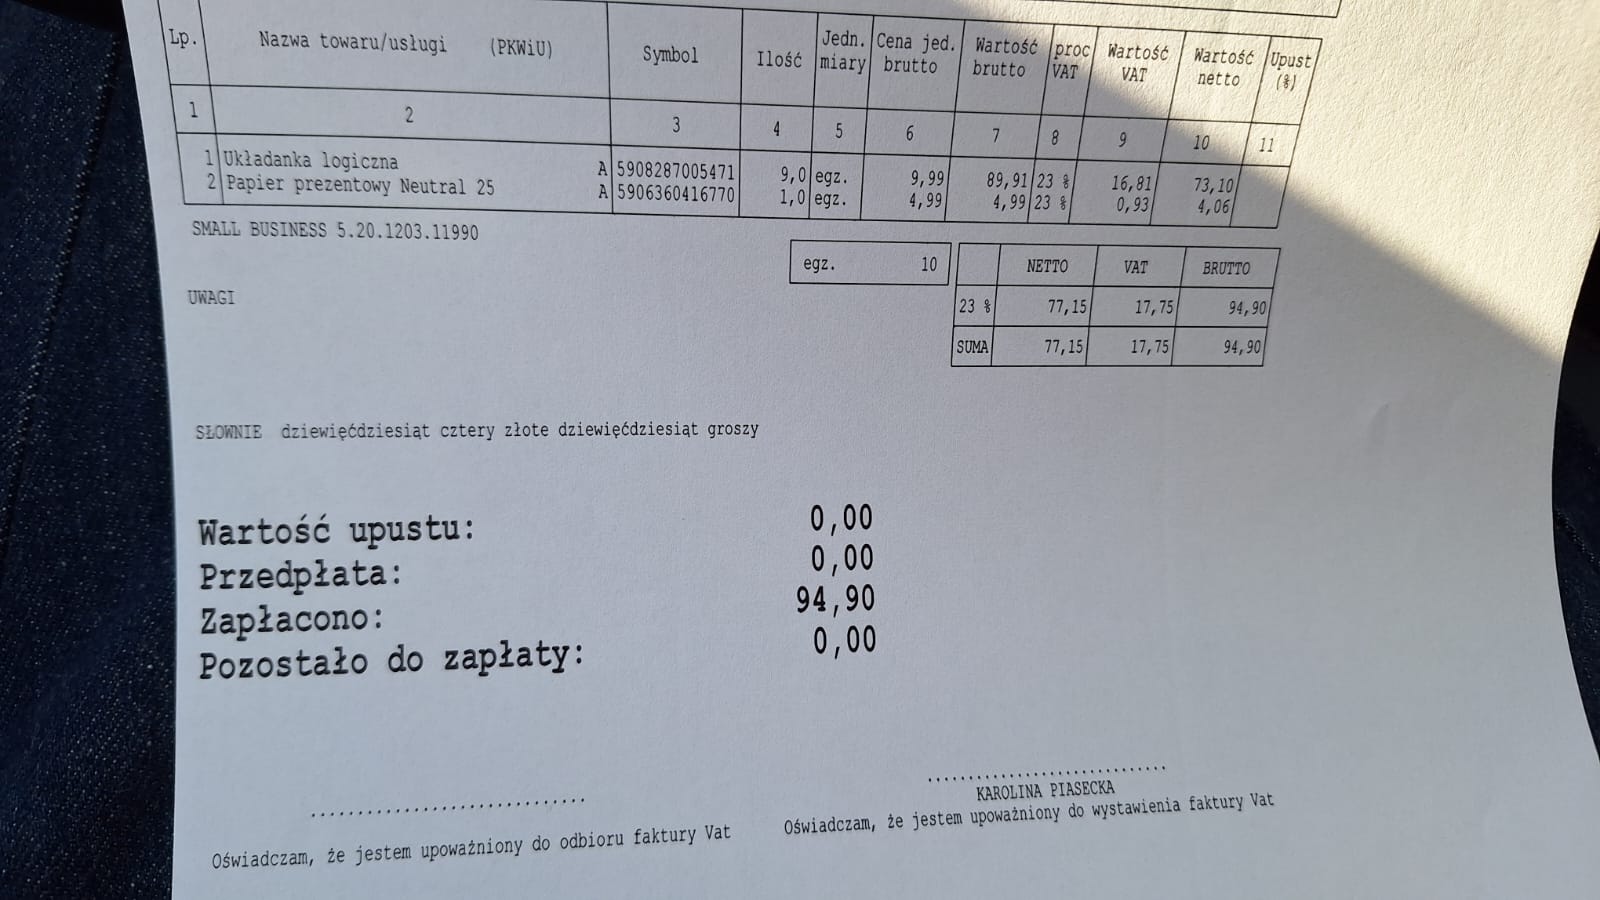 Lp. Nazwa towaru/usługi (PKWiU) Symbol Ilość Jedn. miary Cena jed. brutto Wartość brutto proc VAT Wartość VAT Wartość netto Upust (%)
1 2 3 4 5 6 7 8 9 10 11
1 Układanka logiczna A 5908287005471 9,0 egz. 9,99 89,91 23 % 16,81 73,10
2 Papier prezentowy Neutral 25 A 5906360416770 1,0 egz. 4,99 4,99 23 % 0,93 4,06
SMALL BUSINESS 5.20.1203.11990
egz. 10
NETTO VAT BRUTTO
UWAGI
23 % 77,15 17,75 94,90
SUMA 77,15 17,75 94,90
SŁOWNIE dziewięćdziesiąt cztery złote dziewięćdziesiąt groszy
Wartość upustu: 0,00
Przedpłata: 0,00
Zapłacono: 94,90
Pozostało do zapłaty: 0,00
KAROLINA PIASECKA
Oświadczam, że jestem upoważniony do odbioru faktury Vat
Oświadczam, że jestem upoważniony do wystawienia faktury Vat